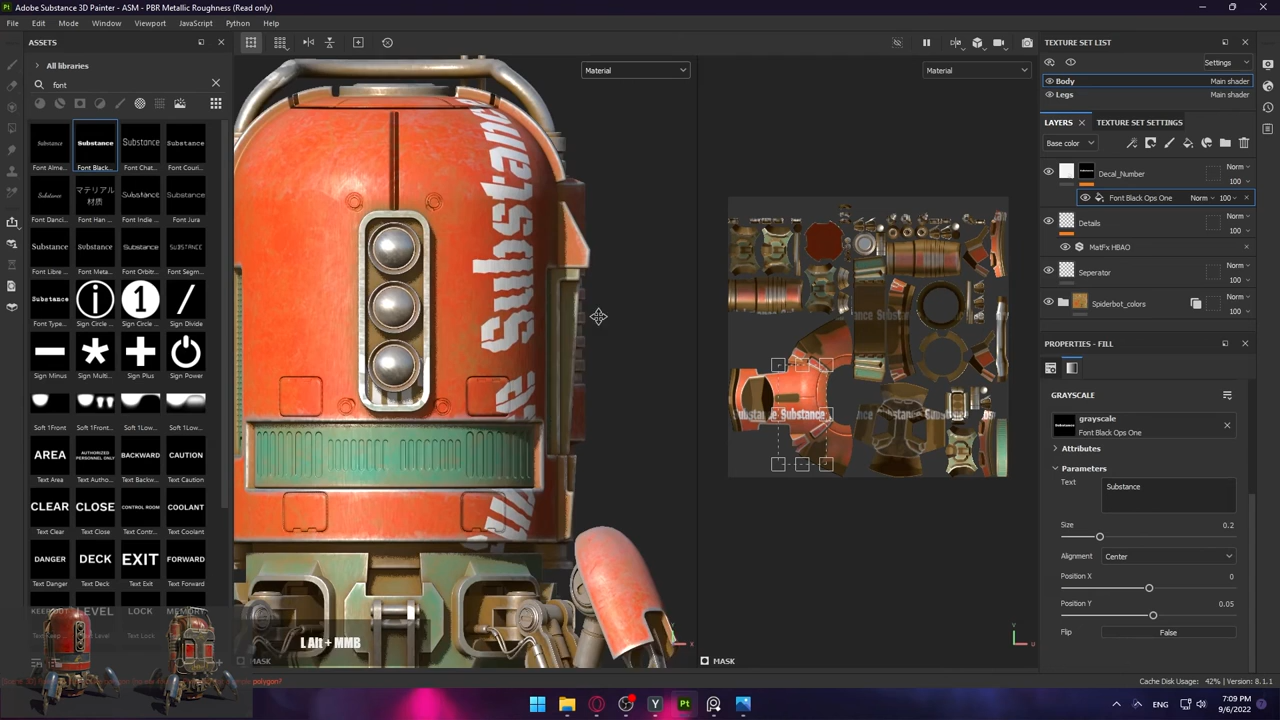 Adobe Substance 3D Painter - ASM - PBR Metallic Roughness (Read only)
File Edit Mode Window Viewport JavaScript Python Help
ASSETS
All libraries
font
Substance Substance Substance Substance
Font Alme... Font Black... Font Chat... Font Couri...
Substance マテリアル 材质 Substance Substance
Font Danci... Font Han ... Font Indie ... Font Jura
Substance Substance Substance SUBSTANCE
Font Libre ... Font Meta... Font Orbitr... Font Segm...
Substance
Font Type... Sign Circle ... Sign Circle ... Sign Divide
Sign Minus Sign Multi... Sign Plus Sign Power
Soft 1Front Soft 1Fron... Soft 1Low... Soft 1Low...
AREA AUTHORIZED PERSONNEL ONLY BACKWARD CAUTION
Text Area Text Autho... Text Backw... Text Caution
CLEAR CLOSE CONTROL ROOM COOLANT
Text Clear Text Close Text Contr... Text Coolant
DANGER DECK EXIT FORWARD
Text Danger Text Deck Text Exit Text Forward
LEVEL LOCK MEMORY
Material
Substance
L Alt + MMB
MASK
Material
Substance Substance
MASK
TEXTURE SET LIST
Settings
Body Main shader
Legs Main shader
LAYERS TEXTURE SET SETTINGS
Base color
Decal_Number Norm 100
Font Black Ops One Norm 100
Details Norm 100
MatFx HBAO
Seperator Norm 100
Spiderbot_colors Norm 100
PROPERTIES - FILL
GRAYSCALE
grayscale
Font Black Ops One
Attributes
Parameters
Text Substance
Size 0.2
Alignment Center
Position X 0
Position Y 0.05
Flip False
Cache Disk Usage: 42% | Version: 8.1.1
ENG
7:09 PM
9/6/2022